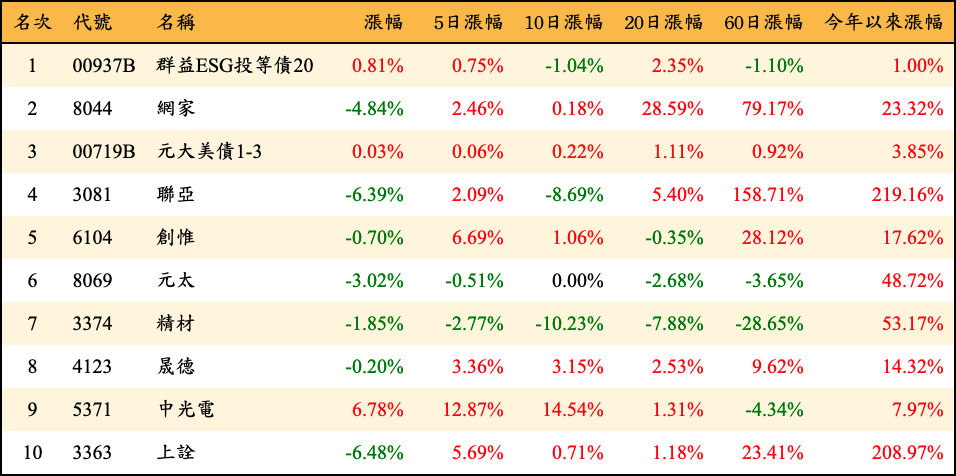 名次 代號 名稱 漲幅 5日漲幅 10日漲幅 20日漲幅 60日漲幅 今年以來漲幅
1 00937B 群益ESG投等債20 0.81% 0.75% -1.04% 2.35% -1.10% 1.00%
2 8044 網家 -4.84% 2.46% 0.18% 28.59% 79.17% 23.32%
3 00719B 元大美債1-3 0.03% 0.06% 0.22% 1.11% 0.92% 3.85%
4 3081 聯亞 -6.39% 2.09% -8.69% 5.40% 158.71% 219.16%
5 6104 創惟 -0.70% 6.69% 1.06% -0.35% 28.12% 17.62%
6 8069 元太 -3.02% -0.51% 0.00% -2.68% -3.65% 48.72%
7 3374 精材 -1.85% -2.77% -10.23% -7.88% -28.65% 53.17%
8 4123 晟德 -0.20% 3.36% 3.15% 2.53% 9.62% 14.32%
9 5371 中光電 6.78% 12.87% 14.54% 1.31% -4.34% 7.97%
10 3363 上詮 -6.48% 5.69% 0.71% 1.18% 23.41% 208.97%